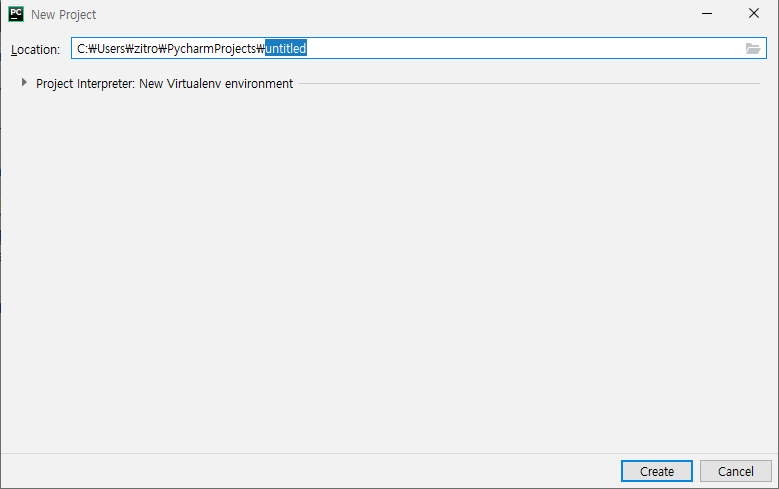 PC New Project
Location: C:₩Users₩zitro₩PycharmProjects₩untitled
Project Interpreter: New Virtualenv environment
Create Cancel